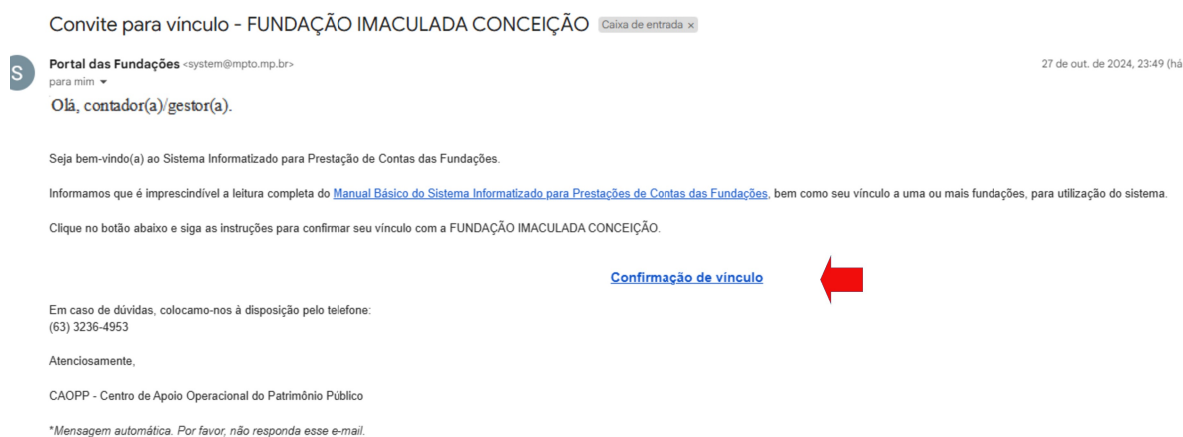 Convite para vínculo - FUNDAÇÃO IMACULADA CONCEIÇÃO Caixa de entrada x
S
Portal das Fundações <system@mpto.mp.br> 27 de out. de 2024, 23:49 (há
para mim
Olá, contador(a)/gestor(a).
Seja bem-vindo(a) ao Sistema Informatizado para Prestação de Contas das Fundações.
Informamos que é imprescindível a leitura completa do Manual Básico do Sistema Informatizado para Prestações de Contas das Fundações, bem como seu vínculo a uma ou mais fundações, para utilização do sistema.
Clique no botão abaixo e siga as instruções para confirmar seu vínculo com a FUNDAÇÃO IMACULADA CONCEIÇÃO.
Confirmação de vínculo
Em caso de dúvidas, colocamo-nos à disposição pelo telefone:
(63) 3236-4953
Atenciosamente,
CAOPP - Centro de Apoio Operacional do Patrimônio Público
*Mensagem automática. Por favor, não responda esse e-mail.